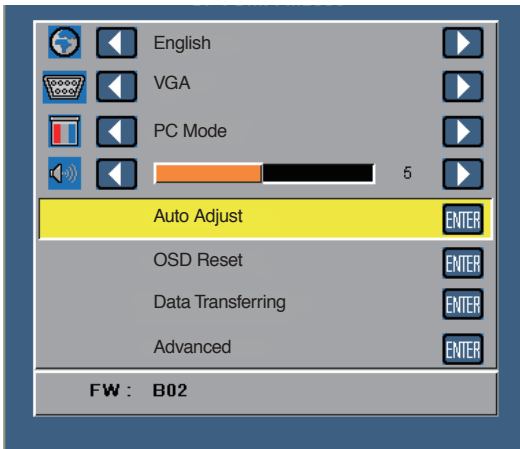 English
VGA
PC Mode
5
Auto Adjust ENTER
OSD Reset ENTER
Data Transferring ENTER
Advanced ENTER
FW : B02